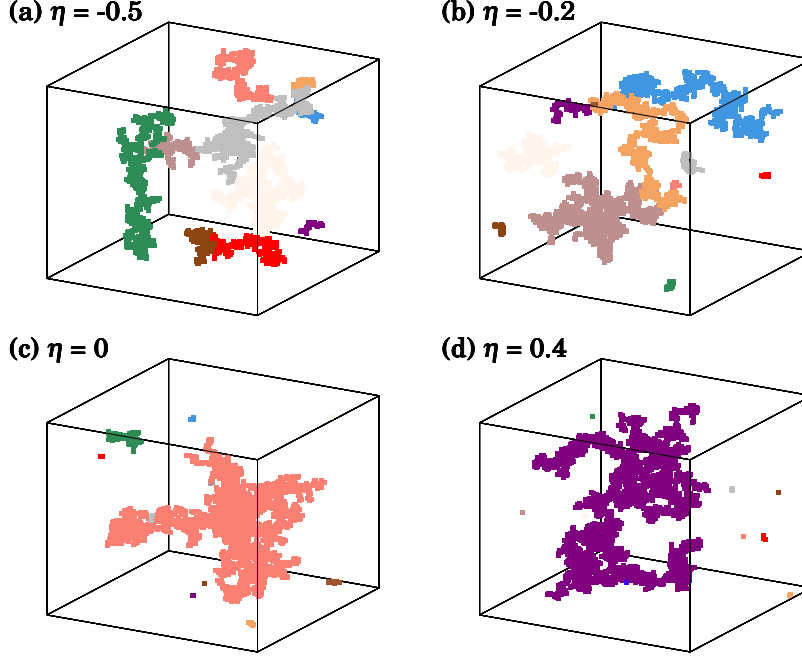 (a) η = -0.5
(b) η = -0.2
(c) η = 0
(d) η = 0.4